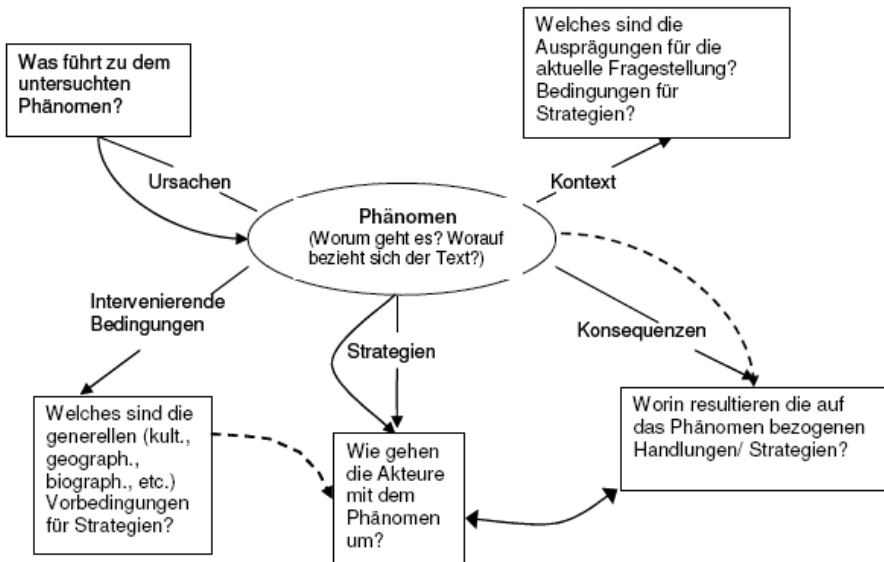 Was führt zu dem
untersuchten
Phänomen?
Welches sind die
Ausprägungen für die
aktuelle Fragestellung?
Bedingungen für
Strategien?
Ursachen
Kontext
Phänomen
(Worum geht es? Worauf
bezieht sich der Text?)
Intervenierende
Bedingungen
Strategien
Konsequenzen
Welches sind die
generellen (kult.,
geograph.,
biograph., etc.)
Vorbedingungen
für Strategien?
Wie gehen
die Akteure
mit dem
Phänomen
um?
Worin resultieren die auf
das Phänomen bezogenen
Handlungen/ Strategien?